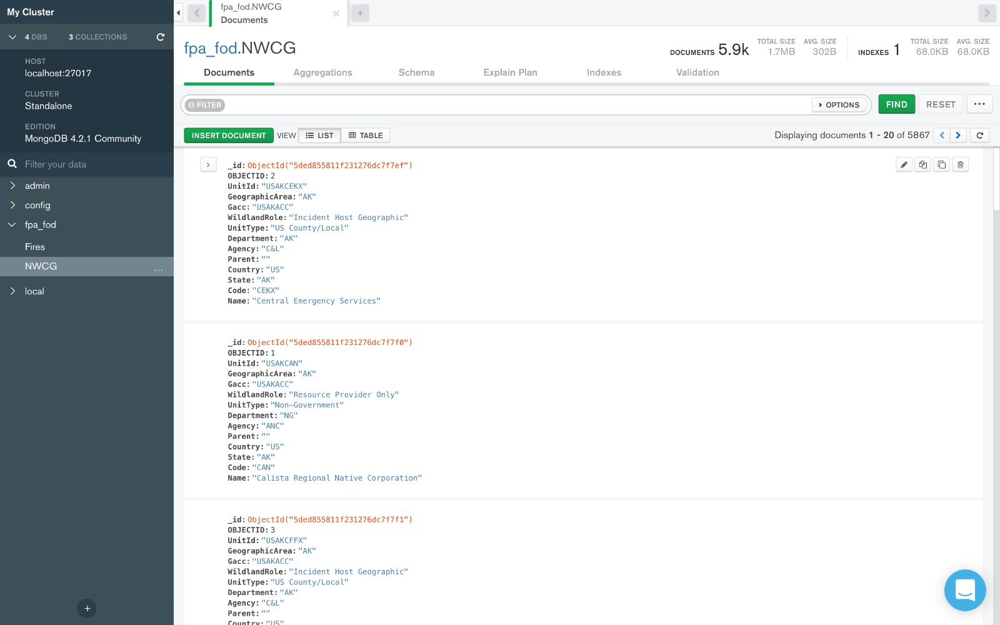 My Cluster
4 DBS 3 COLLECTIONS
HOST
localhost:27017
CLUSTER
Standalone
EDITION
MongoDB 4.2.1 Community
Filter your data
admin
config
fpa_fod
Fires
NWCG ...
local
+
fpa_fod.NWCG
Documents
+
fpa_fod.NWCG
DOCUMENTS 5.9k TOTAL SIZE 1.7MB AVG. SIZE 302B INDEXES 1 TOTAL SIZE 68.0KB AVG. SIZE 68.0KB
Documents Aggregations Schema Explain Plan Indexes Validation
FILTER OPTIONS FIND RESET ...
INSERT DOCUMENT VIEW LIST TABLE Displaying documents 1 - 20 of 5867
_id: ObjectId("5ded855811f231276dc7f7ef")
OBJECTID: 2
UnitId: "USAKCEKX"
GeographicArea: "AK"
Gacc: "USAKACC"
WildlandRole: "Incident Host Geographic"
UnitType: "US County/Local"
Department: "AK"
Agency: "C&L"
Parent: ""
Country: "US"
State: "AK"
Code: "CEKX"
Name: "Central Emergency Services"
_id: ObjectId("5ded855811f231276dc7f7f0")
OBJECTID: 1
UnitId: "USAKCAN"
GeographicArea: "AK"
Gacc: "USAKACC"
WildlandRole: "Resource Provider Only"
UnitType: "Non-Government"
Department: "NG"
Agency: "ANC"
Parent: ""
Country: "US"
State: "AK"
Code: "CAN"
Name: "Calista Regional Native Corporation"
_id: ObjectId("5ded855811f231276dc7f7f1")
OBJECTID: 3
UnitId: "USAKCFFX"
GeographicArea: "AK"
Gacc: "USAKACC"
WildlandRole: "Incident Host Geographic"
UnitType: "US County/Local"
Department: "AK"
Agency: "C&L"
Parent: ""
Country: "US"